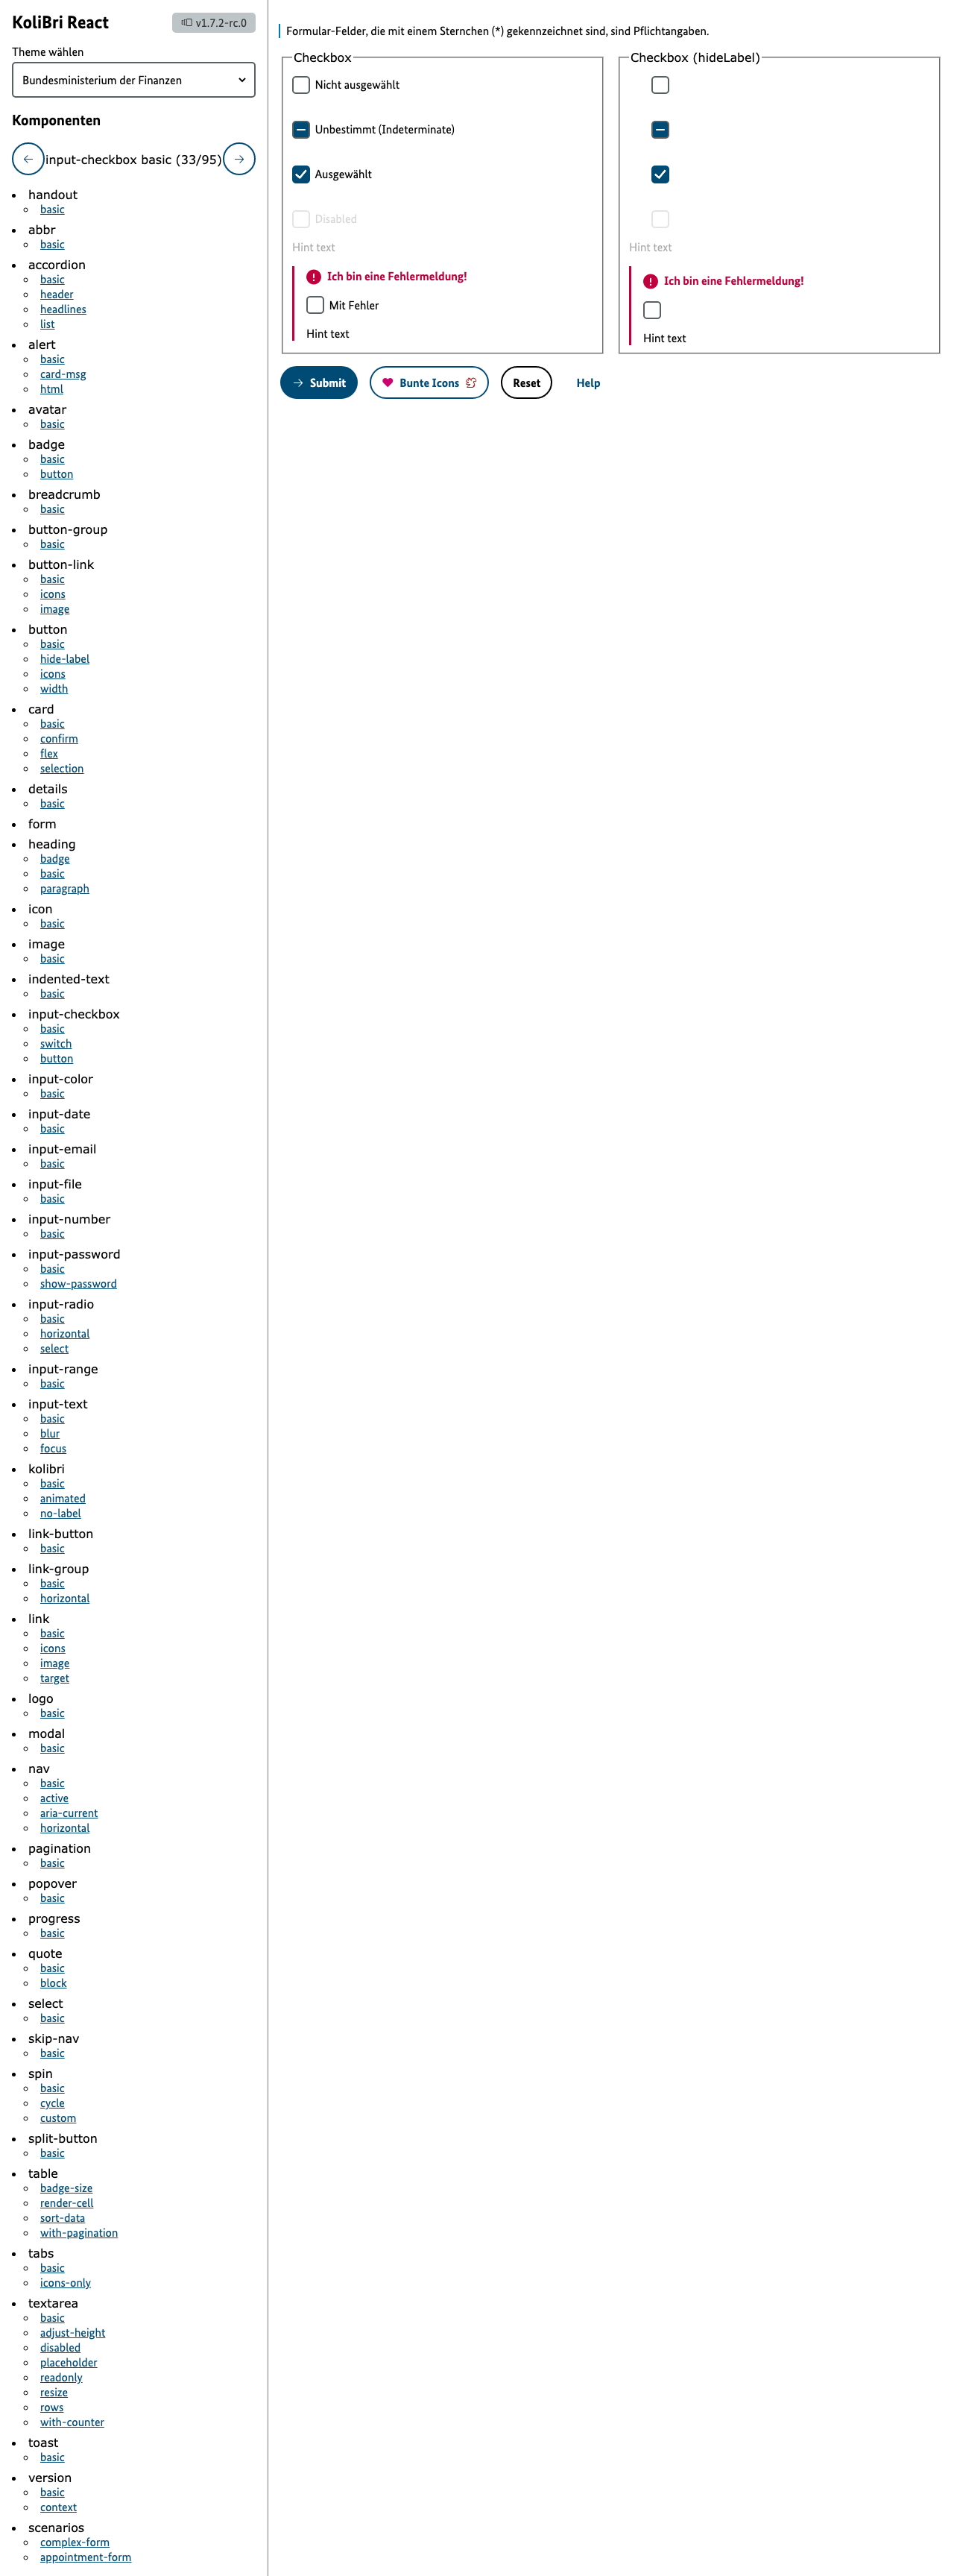 KoliBri React
v1.7.2-rc.0
Theme wählen
Bundesministerium der Finanzen
Komponenten
input-checkbox basic (33/95)
handout
basic
abbr
basic
accordion
basic
header
headlines
list
alert
basic
card-msg
html
avatar
basic
badge
basic
button
breadcrumb
basic
button-group
basic
button-link
basic
icons
image
button
basic
hide-label
icons
width
card
basic
confirm
flex
selection
details
basic
form
heading
badge
basic
paragraph
icon
basic
image
basic
indented-text
basic
input-checkbox
basic
switch
button
input-color
basic
input-date
basic
input-email
basic
input-file
basic
input-number
basic
input-password
basic
show-password
input-radio
basic
horizontal
select
input-range
basic
input-text
basic
blur
focus
kolibri
basic
animated
no-label
link-button
basic
link-group
basic
horizontal
link
basic
icons
image
target
logo
basic
modal
basic
nav
basic
active
aria-current
horizontal
pagination
basic
popover
basic
progress
basic
quote
basic
block
select
basic
skip-nav
basic
spin
basic
cycle
custom
split-button
basic
table
badge-size
render-cell
sort-data
with-pagination
tabs
basic
icons-only
textarea
basic
adjust-height
disabled
placeholder
readonly
resize
rows
with-counter
toast
basic
version
basic
context
scenarios
complex-form
appointment-form
Formular-Felder, die mit einem Sternchen (*) gekennzeichnet sind, sind Pflichtangaben.
Checkbox
Nicht ausgewählt
Unbestimmt (Indeterminate)
Ausgewählt
Disabled
Hint text
Ich bin eine Fehlermeldung!
Mit Fehler
Hint text
Checkbox (hideLabel)
Hint text
Ich bin eine Fehlermeldung!
Hint text
Submit
Bunte Icons
Reset
Help